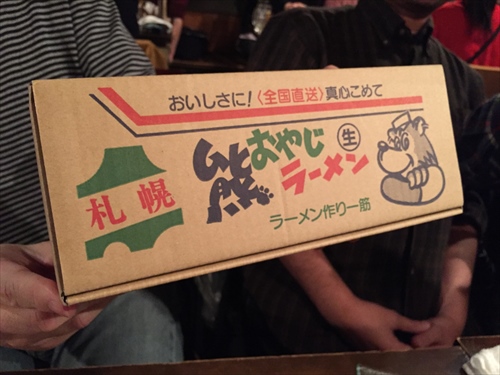 おいしさに!〈全国直送〉真心こめて
札幌
熊おやじ
生
ラーメン
ラーメン作り一筋